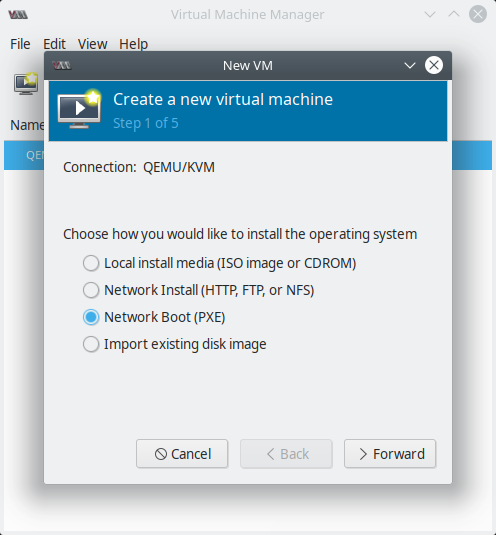 Virtual Machine Manager
File Edit View Help
New VM
Create a new virtual machine
Step 1 of 5
Name
Connection: QEMU/KVM
Choose how you would like to install the operating system
Local install media (ISO image or CDROM)
Network Install (HTTP, FTP, or NFS)
Network Boot (PXE)
Import existing disk image
Cancel Back Forward